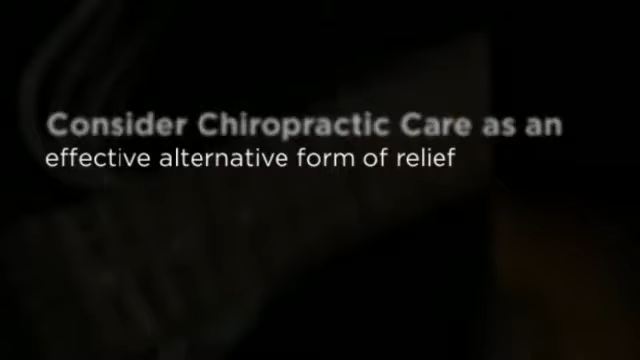 Consider Chiropractic Care as an
effective alternative form of relief